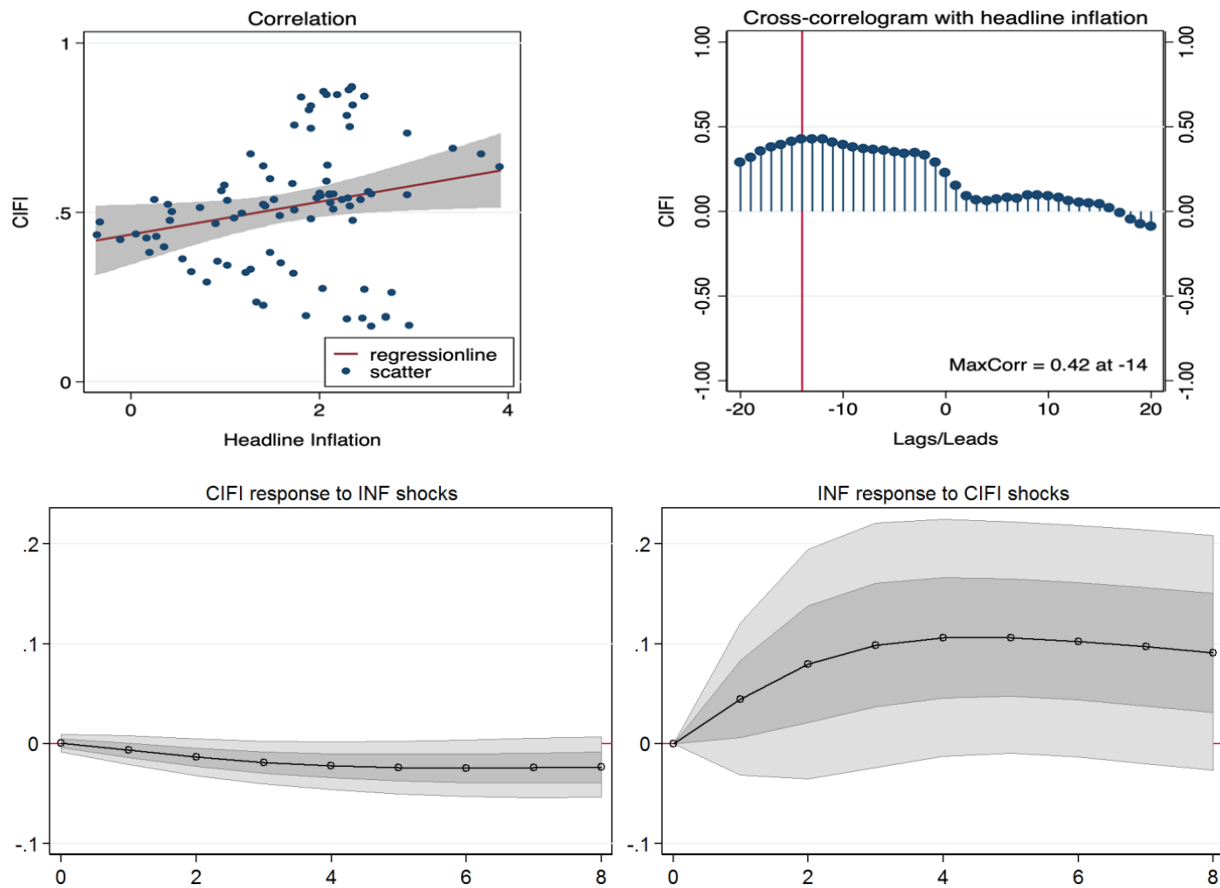 Correlation
1
.5
0
CIFI
0 2 4
Headline Inflation
regressionline
scatter
Cross-correlogram with headline inflation
1.00 1.00
0.50 0.50
0.00 0.00
-0.50 -0.50
-1.00 -1.00
CIFI
MaxCorr = 0.42 at -14
-20 -10 0 10 20
Lags/Leads
CIFI response to INF shocks
.2
.1
0
-.1
0 2 4 6 8
INF response to CIFI shocks
.2
.1
0
-.1
0 2 4 6 8